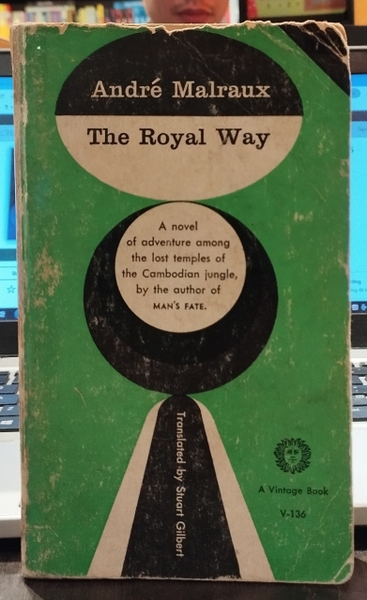 André Malraux
The Royal Way
A novel
of adventure among
the lost temples of
the Cambodian jungle,
by the author of
MAN'S FATE.
Translated by Stuart Gilbert
A Vintage Book
V-136